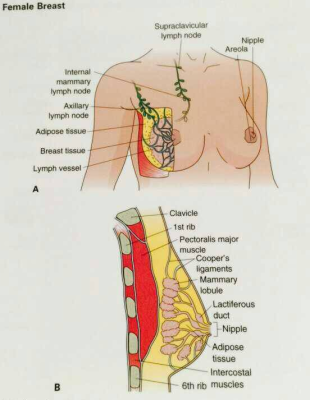 Female Breast
Supraclavicular
lymph node
Nipple
Areola
Internal
mammary
lymph node
Axillary
lymph node
Adipose tissue
Breast tissue
Lymph vessel
A
Clavicle
1st rib
Pectoralis major
muscle
Cooper's
ligaments
Mammary
lobule
Lactiferous
duct
Nipple
Adipose
tissue
Intercostal
muscles
6th rib
B